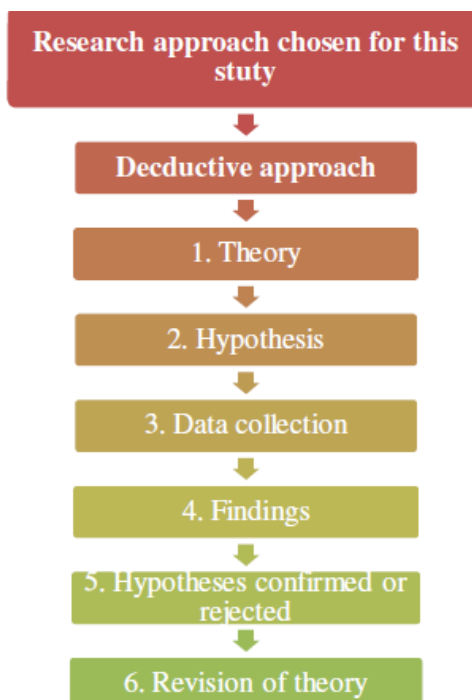 Research approach chosen for this
stuty
Decductive approach
1. Theory
2. Hypothesis
3. Data collection
4. Findings
5. Hypotheses confirmed or
rejected
6. Revision of theory